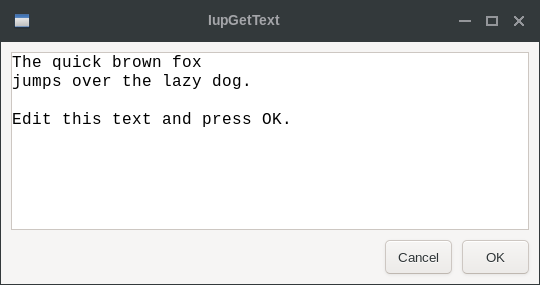 IupGetText
The quick brown fox
jumps over the lazy dog.
Edit this text and press OK.
Cancel
OK